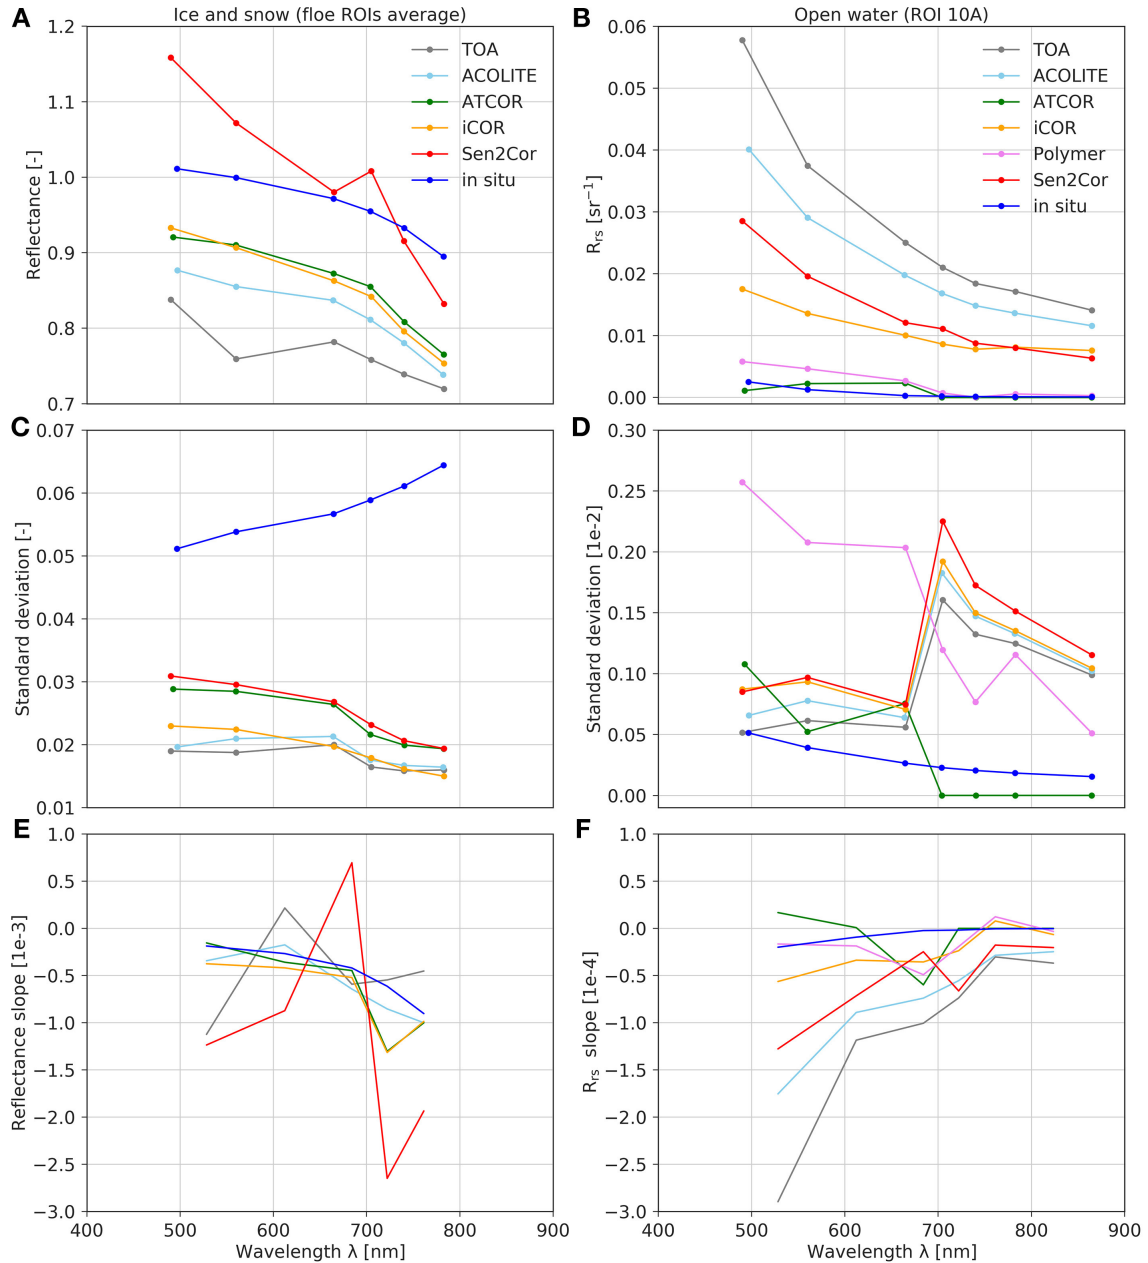 A
Ice and snow (floe ROIs average)
1.2
1.1
1.0
0.9
0.8
0.7
Reflectance [-]
TOA
ACOLITE
ATCOR
iCOR
Sen2Cor
in situ
B
Open water (ROI 10A)
0.06
0.05
0.04
0.03
0.02
0.01
0.00
Rrs [sr−1]
TOA
ACOLITE
ATCOR
iCOR
Polymer
Sen2Cor
in situ
C
0.07
0.06
0.05
0.04
0.03
0.02
0.01
Standard deviation [-]
D
0.30
0.25
0.20
0.15
0.10
0.05
0.00
Standard deviation [1e-2]
E
1.0
0.5
0.0
−0.5
−1.0
−1.5
−2.0
−2.5
−3.0
Reflectance slope [1e-3]
400 500 600 700 800 900
Wavelength λ [nm]
F
1.0
0.5
0.0
−0.5
−1.0
−1.5
−2.0
−2.5
−3.0
Rrs slope [1e-4]
400 500 600 700 800 900
Wavelength λ [nm]